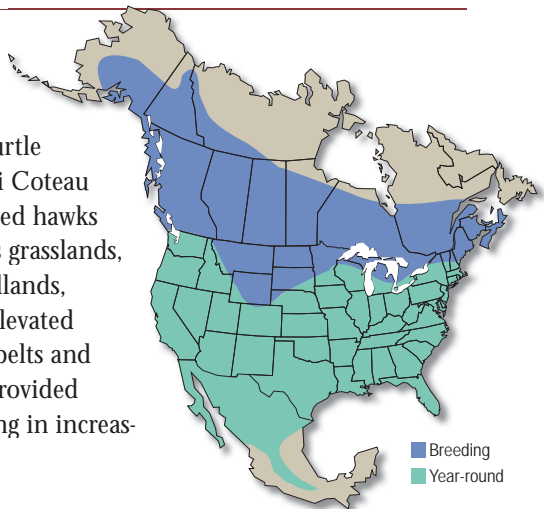 urtle
i Coteau
ed hawks
s grasslands,
llands,
levated
belts and
rovided
ng in increas-
Breeding
Year-round